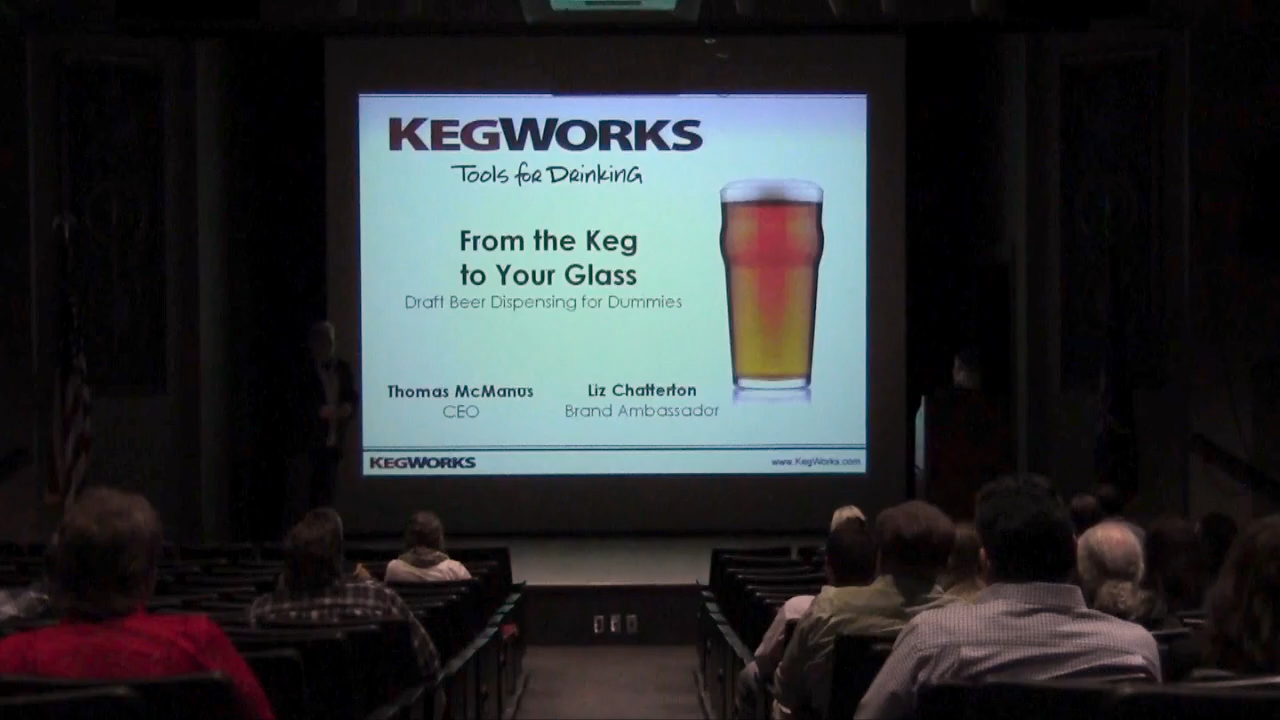 KEGWORKS
Tools for Drinking
From the Keg
to Your Glass
Draft Beer Dispensing for Dummies
Thomas McManus
CEO
Liz Chatterton
Brand Ambassador
KEGWORKS
www.KegWorks.com